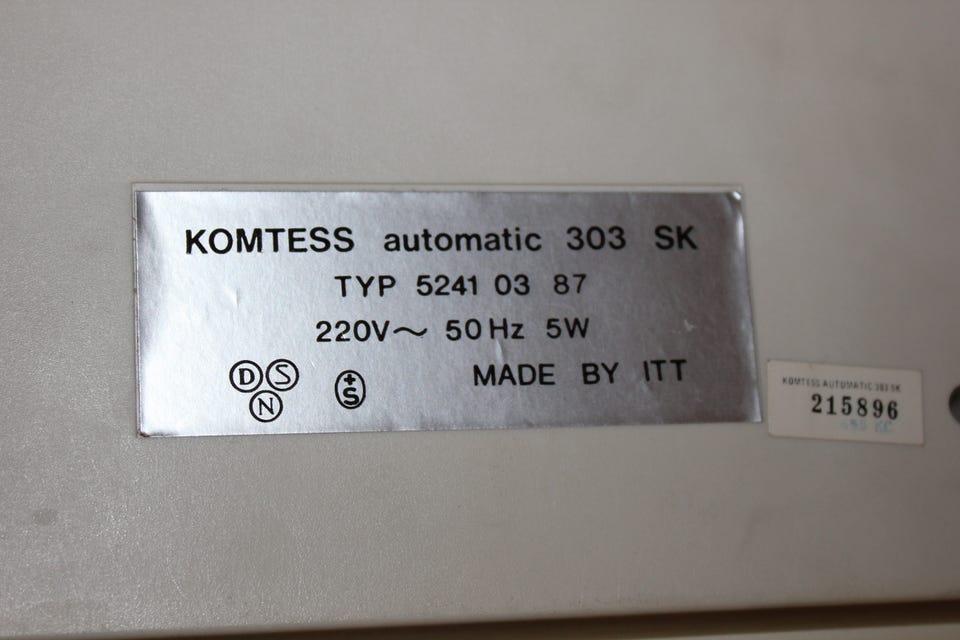 KOMTESS automatic 303 SK
TYP 5241 03 87
220V~ 50Hz 5W
D S N +S MADE BY ITT
KOMTESS AUTOMATIC 303 SK
215896